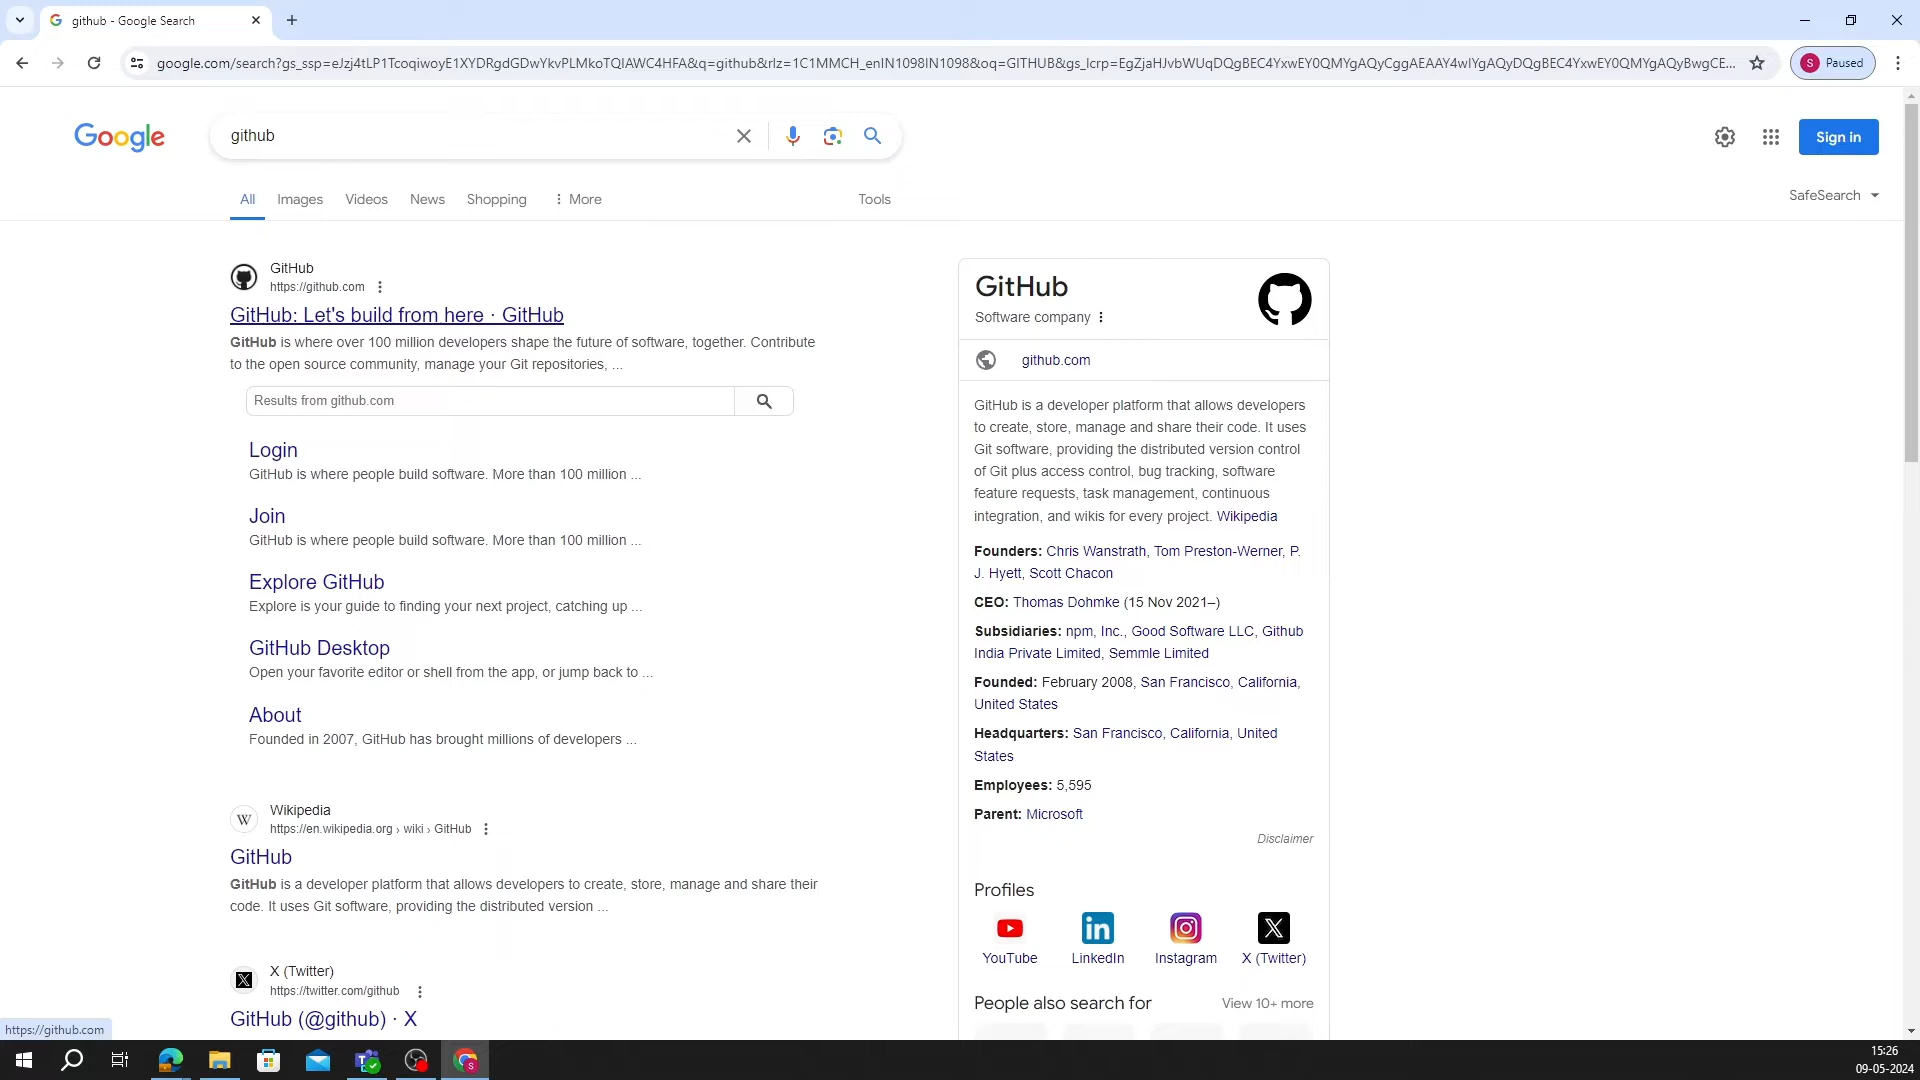 github - Google Search
google.com/search?gs_ssp=eJzj4tLP1TcoqiwoyE1XYDRgdGDwYkvPLMkoTQIAWC4HFA&q=github&rlz=1C1MMCH_enIN1098IN1098&oq=GITHUB&gs_lcrp=EgZjaHJvbWUqDQgBEC4YxwEY0QMYgAQyCggAEAAY4wIYgAQyDQgBEC4YxwEY0QMYgAQyBwgCE...
S Paused
Google
github
Sign in
All Images Videos News Shopping More Tools
SafeSearch
GitHub
https://github.com
GitHub: Let's build from here · GitHub
GitHub is where over 100 million developers shape the future of software, together. Contribute
to the open source community, manage your Git repositories, ...
Results from github.com
Login
GitHub is where people build software. More than 100 million ...
Join
GitHub is where people build software. More than 100 million ...
Explore GitHub
Explore is your guide to finding your next project, catching up ...
GitHub Desktop
Open your favorite editor or shell from the app, or jump back to ...
About
Founded in 2007, GitHub has brought millions of developers ...
W
Wikipedia
https://en.wikipedia.org › wiki › GitHub
GitHub
GitHub is a developer platform that allows developers to create, store, manage and share their
code. It uses Git software, providing the distributed version ...
X (Twitter)
https://twitter.com/github
GitHub (@github) · X
GitHub
Software company
github.com
GitHub is a developer platform that allows developers
to create, store, manage and share their code. It uses
Git software, providing the distributed version control
of Git plus access control, bug tracking, software
feature requests, task management, continuous
integration, and wikis for every project. Wikipedia
Founders: Chris Wanstrath, Tom Preston-Werner, P.
J. Hyett, Scott Chacon
CEO: Thomas Dohmke (15 Nov 2021–)
Subsidiaries: npm, Inc., Good Software LLC, Github
India Private Limited, Semmle Limited
Founded: February 2008, San Francisco, California,
United States
Headquarters: San Francisco, California, United
States
Employees: 5,595
Parent: Microsoft
Disclaimer
Profiles
YouTube LinkedIn Instagram X (Twitter)
People also search for View 10+ more
https://github.com
15:26
09-05-2024